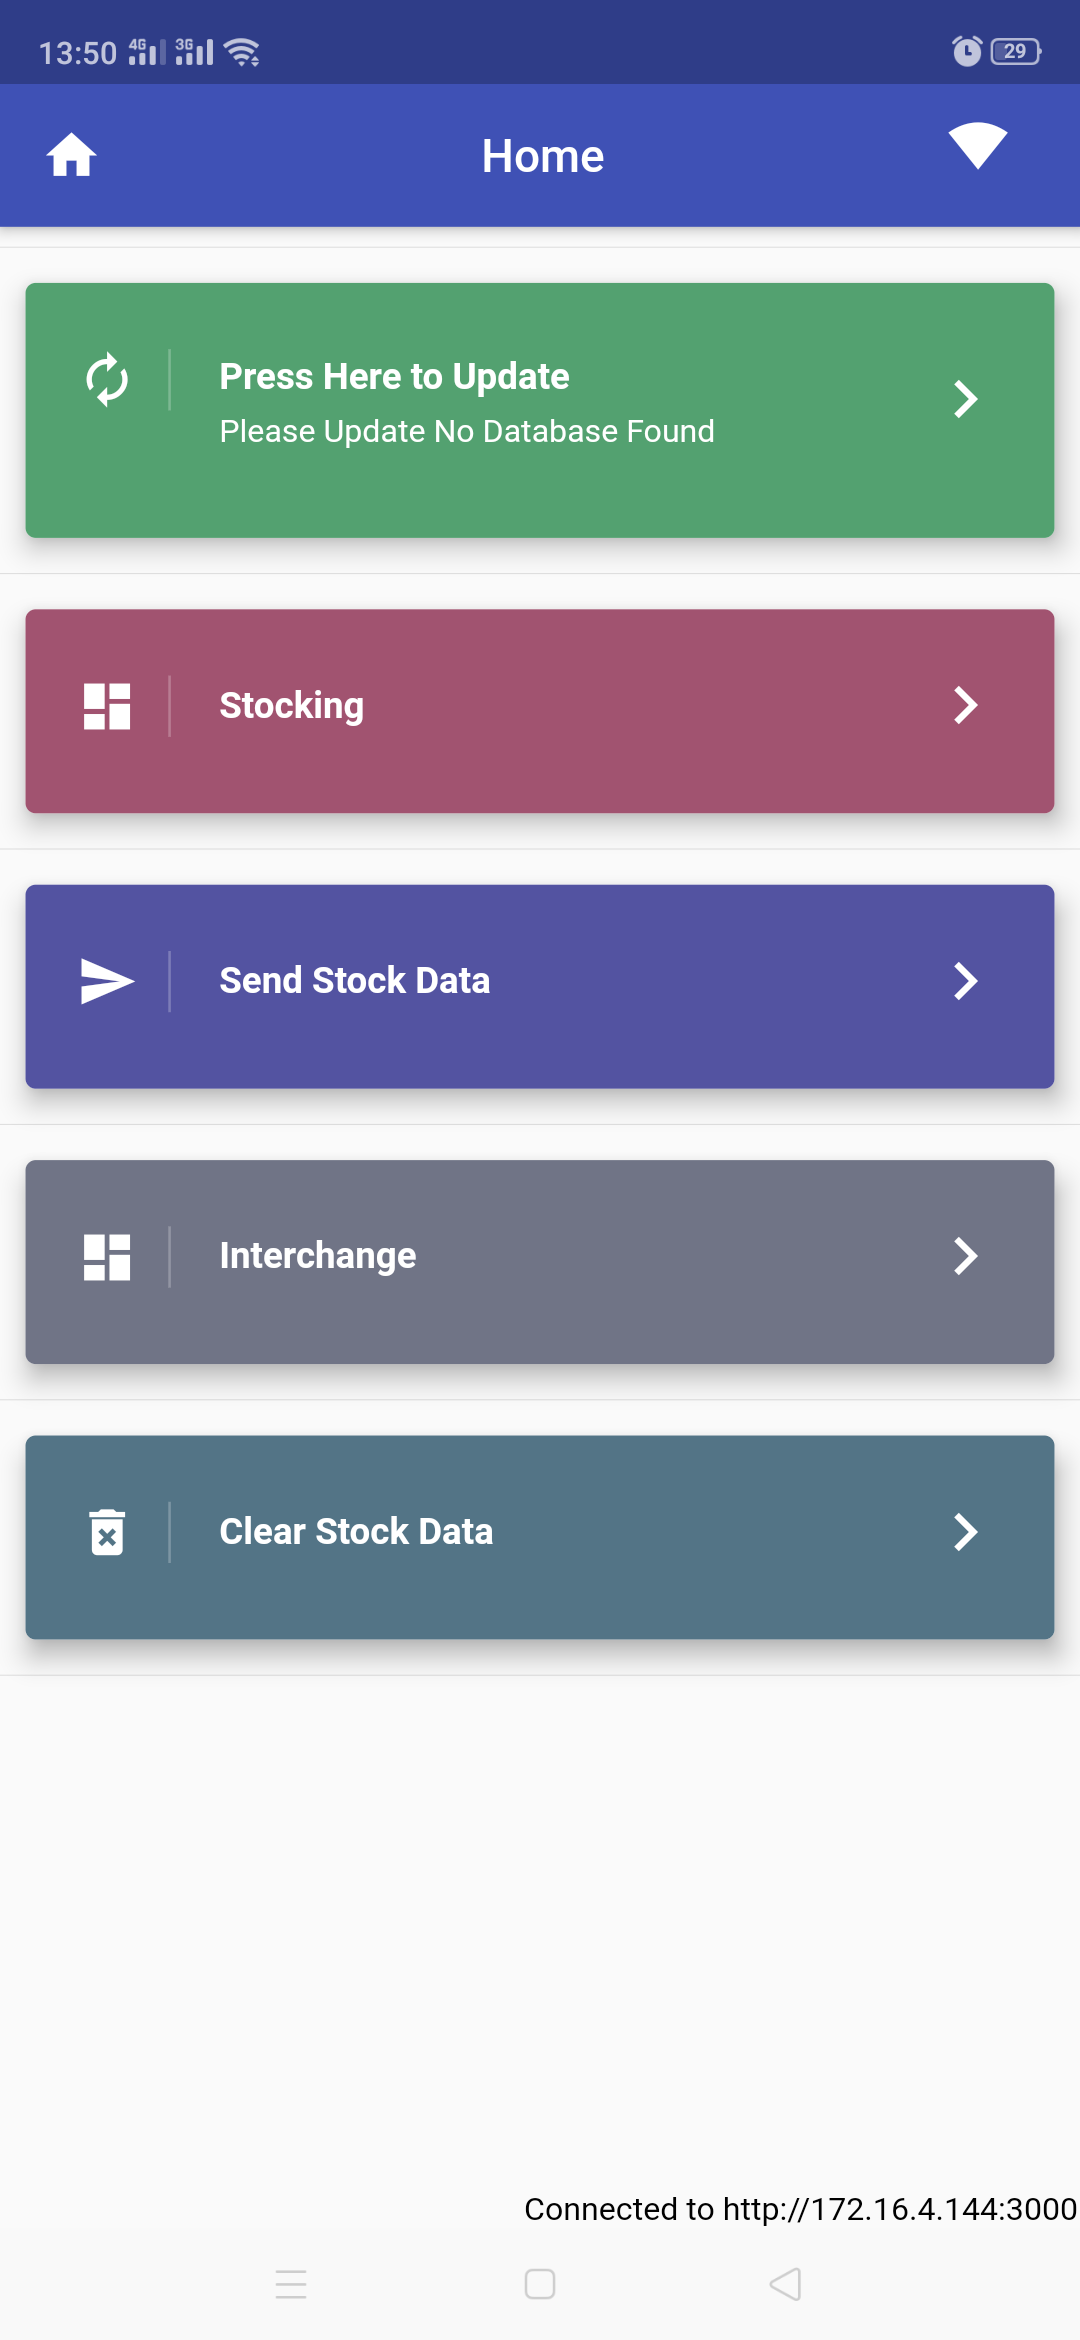 13:50 4G 3G 29
Home
Press Here to Update
Please Update No Database Found
Stocking
Send Stock Data
Interchange
Clear Stock Data
Connected to http://172.16.4.144:3000